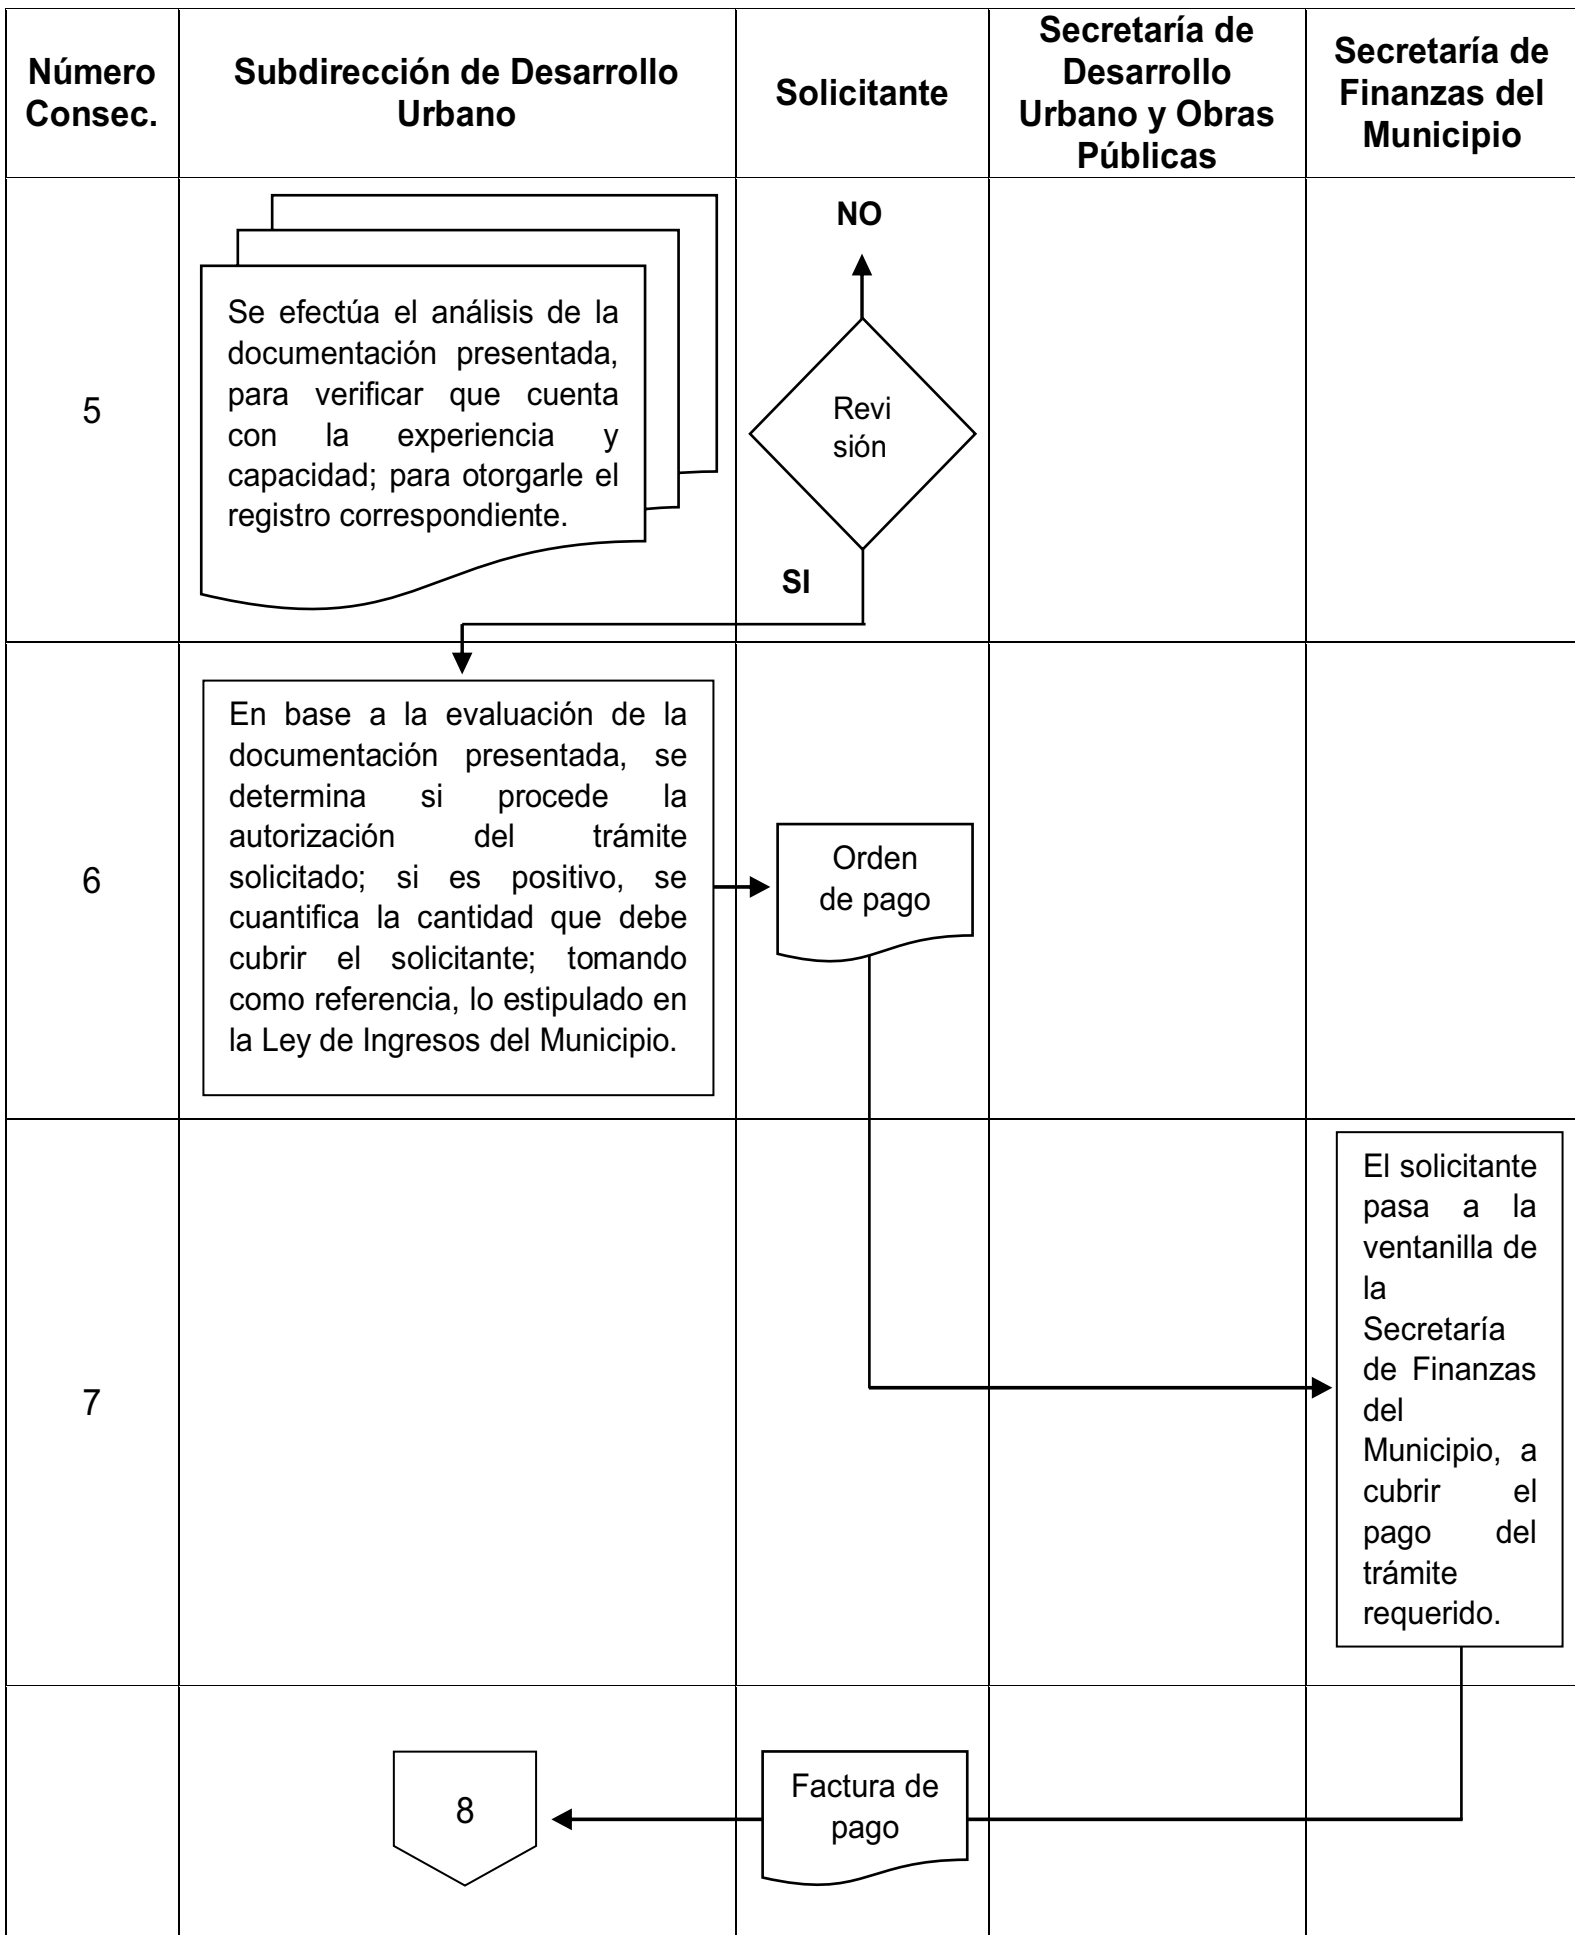 Número
Consec.
Subdirección de Desarrollo
Urbano
Solicitante
Secretaría de
Desarrollo
Urbano y Obras
Públicas
Secretaría de
Finanzas del
Municipio
5
Se efectúa el análisis de la
documentación presentada,
para verificar que cuenta
con la experiencia y
capacidad; para otorgarle el
registro correspondiente.
NO
Revi
sión
SI
6
En base a la evaluación de la
documentación presentada, se
determina si procede la
autorización del trámite
solicitado; si es positivo, se
cuantifica la cantidad que debe
cubrir el solicitante; tomando
como referencia, lo estipulado en
la Ley de Ingresos del Municipio.
Orden
de pago
7
El solicitante
pasa a la
ventanilla de
la
Secretaría
de Finanzas
del
Municipio, a
cubrir el
pago del
trámite
requerido.
8
Factura de
pago